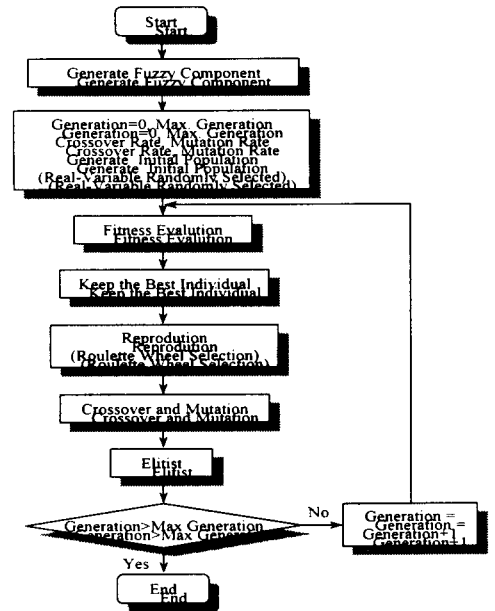 Start
Generate Fuzzy Component
Generation=0, Max. Generation
Crossover Rate, Mutation Rate
Generate Initial Population
(Real-Variable Randomly Selected)
Fitness Evalution
Keep the Best Individual
Reprodution
(Roulette Wheel Selection)
Crossover and Mutation
Elitist
Generation>Max Generation
No
Generation =
Generation+1
Yes
End